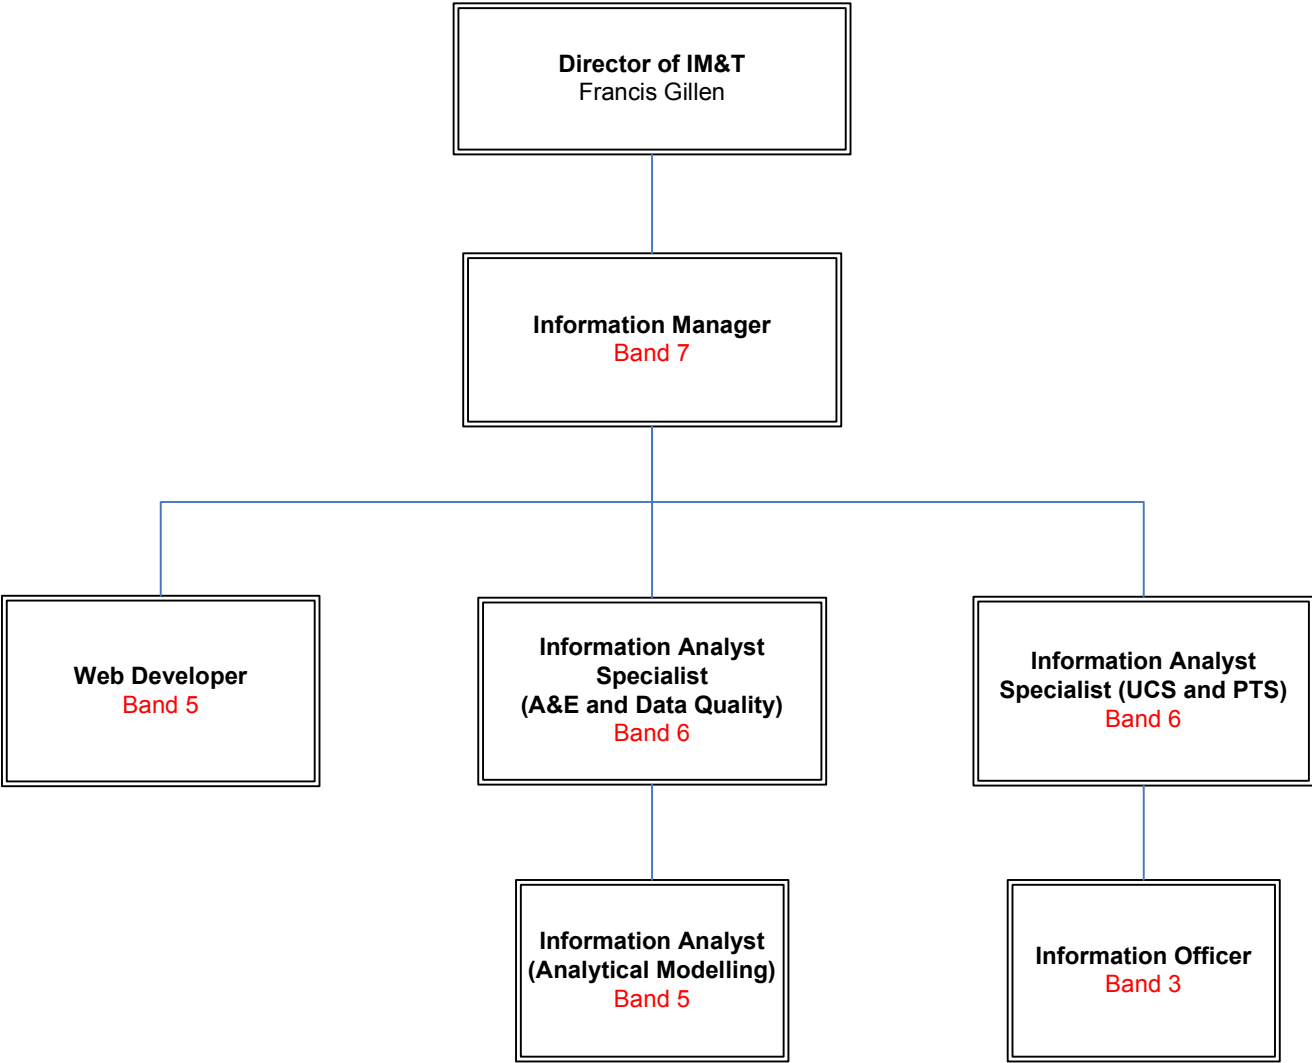 Director of IM&T
Francis Gillen
Information Manager
Band 7
Web Developer
Band 5
Information Analyst
Specialist
(A&E and Data Quality)
Band 6
Information Analyst
Specialist (UCS and PTS)
Band 6
Information Analyst
(Analytical Modelling)
Band 5
Information Officer
Band 3